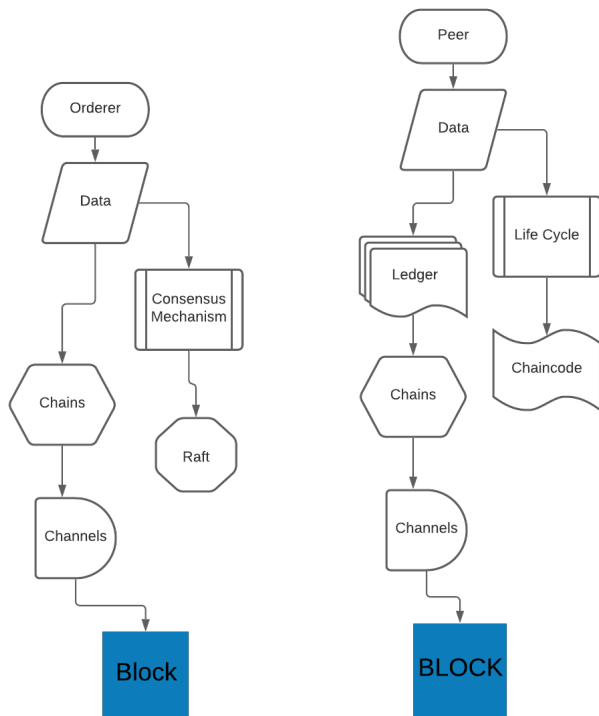 Orderer
Data
Consensus
Mechanism
Chains
Raft
Channels
Block
Peer
Data
Life Cycle
Ledger
Chaincode
Chains
Channels
BLOCK